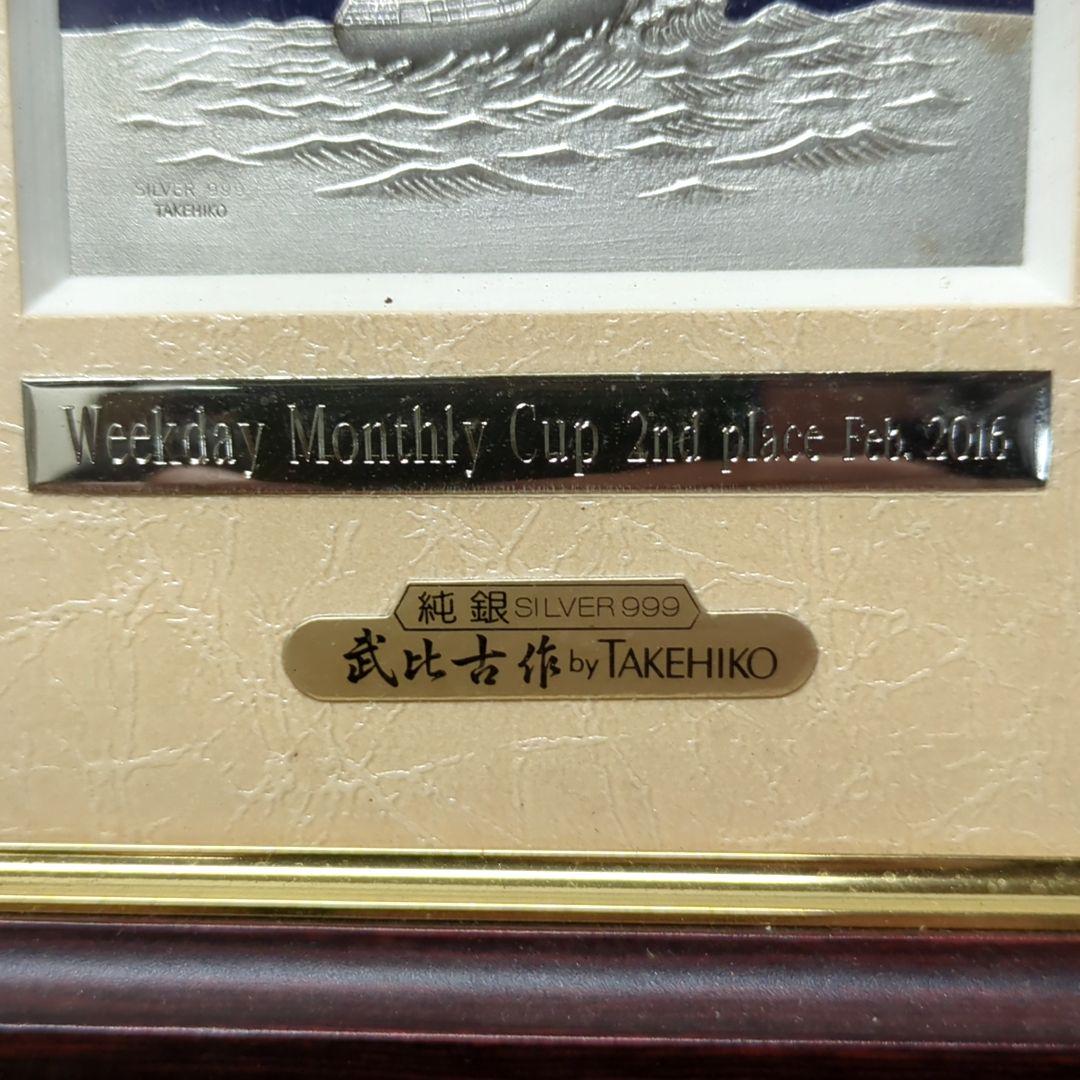 SILVER 999
TAKEHIKO
Weekday Monthly Cup 2nd place Feb. 2016
純銀 SILVER 999
武比古作 by TAKEHIKO